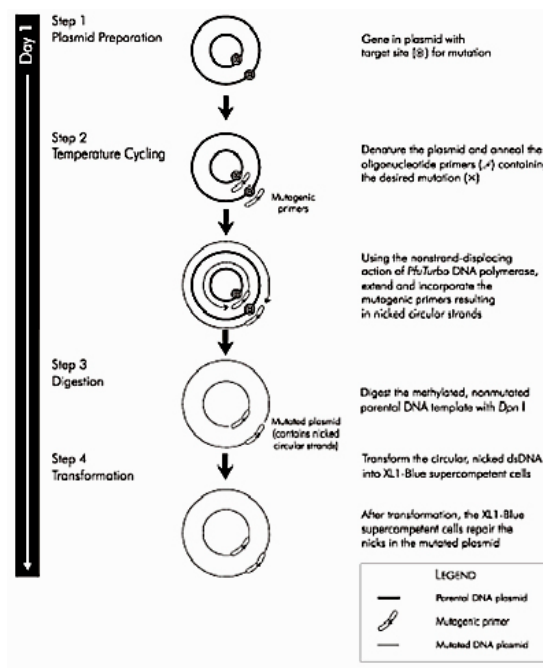 Day 1
Step 1
Plasmid Preparation
Gene in plasmid with
target site (⊗) for mutation
Step 2
Temperature Cycling
Mutagenic
primers
Denature the plasmid and anneal the
oligonucleotide primers ( ) containing
the desired mutation (×)
Using the nonstrand-displacing
action of PfuTurbo DNA polymerase,
extend and incorporate the
mutagenic primers resulting
in nicked circular strands
Step 3
Digestion
Mutated plasmid
(contains nicked
circular strands)
Digest the methylated, nonmutated
parental DNA template with Dpn I
Step 4
Transformation
Transform the circular, nicked dsDNA
into XL1-Blue supercompetent cells
After transformation, the XL1-Blue
supercompetent cells repair the
nicks in the mutated plasmid
LEGEND
Parental DNA plasmid
Mutagenic primer
Mutated DNA plasmid